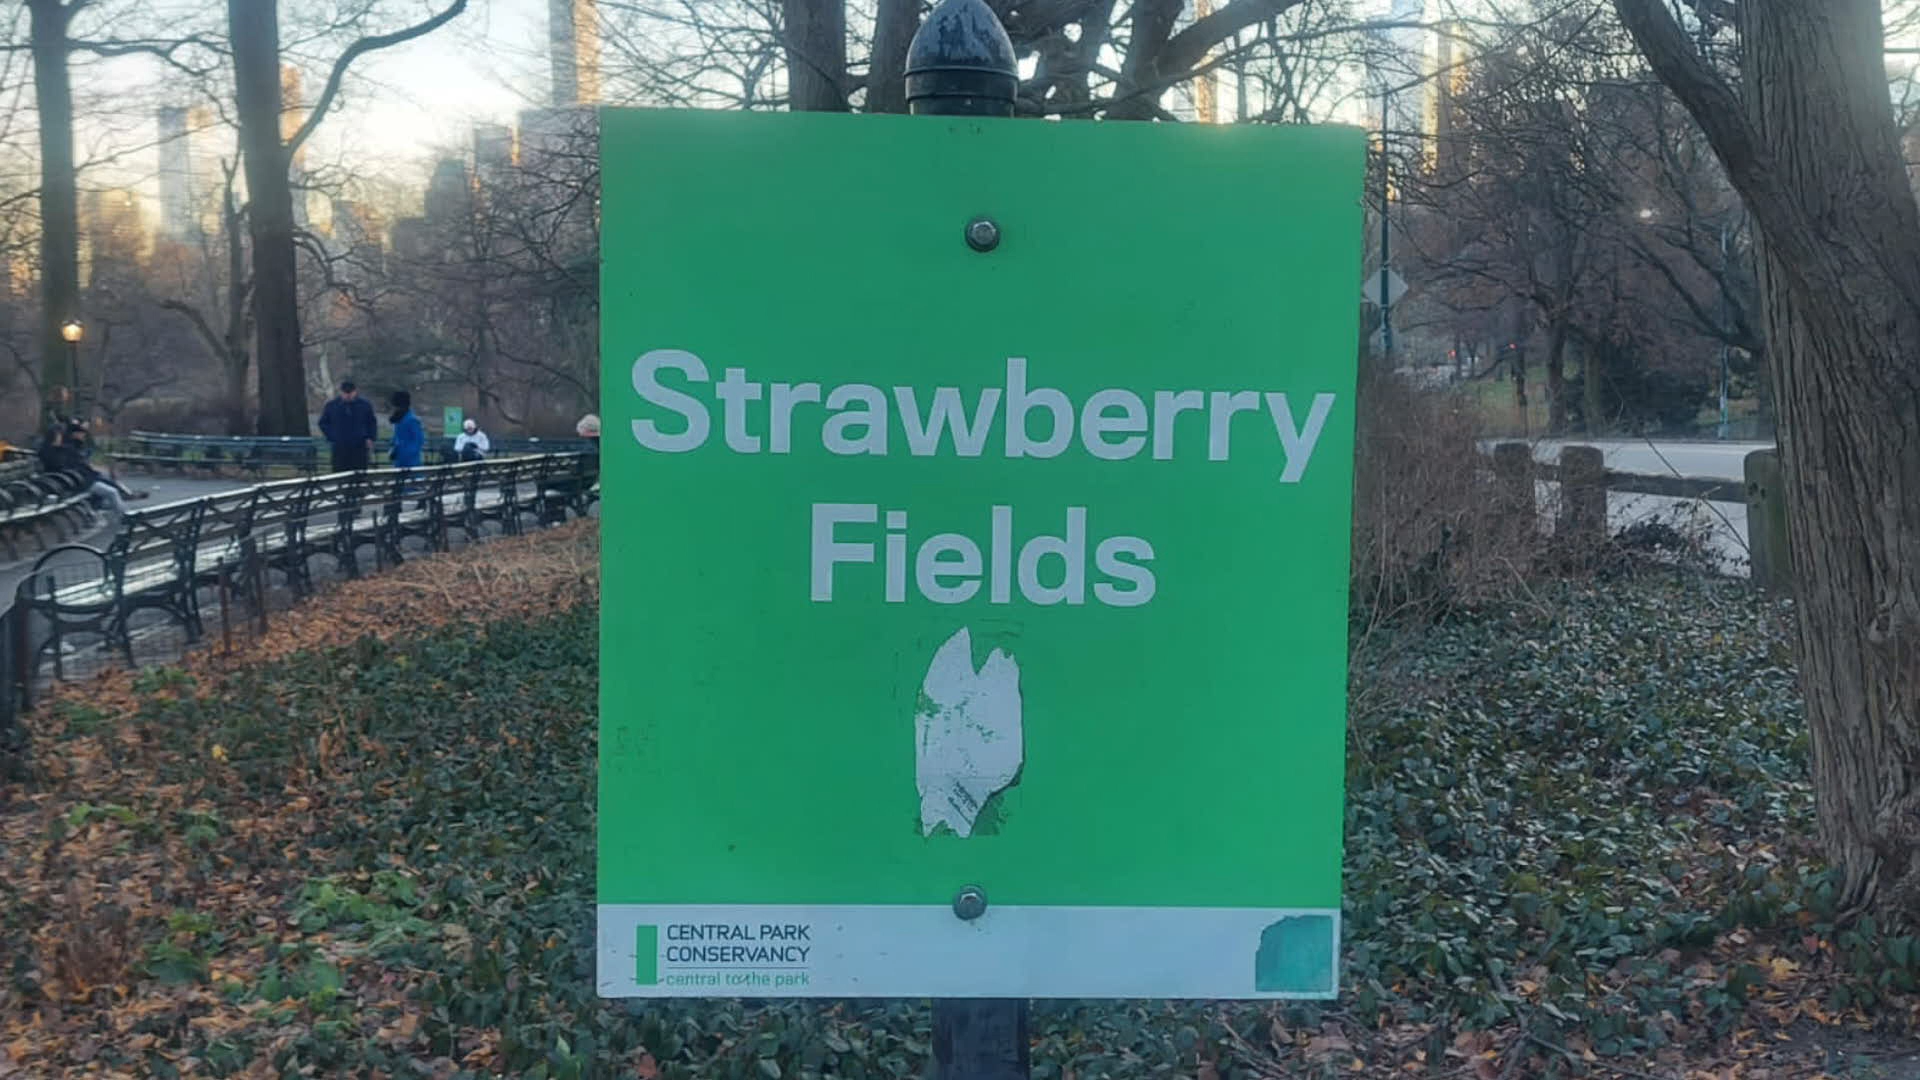 Strawberry
Fields
CENTRAL PARK
CONSERVANCY
central to the park